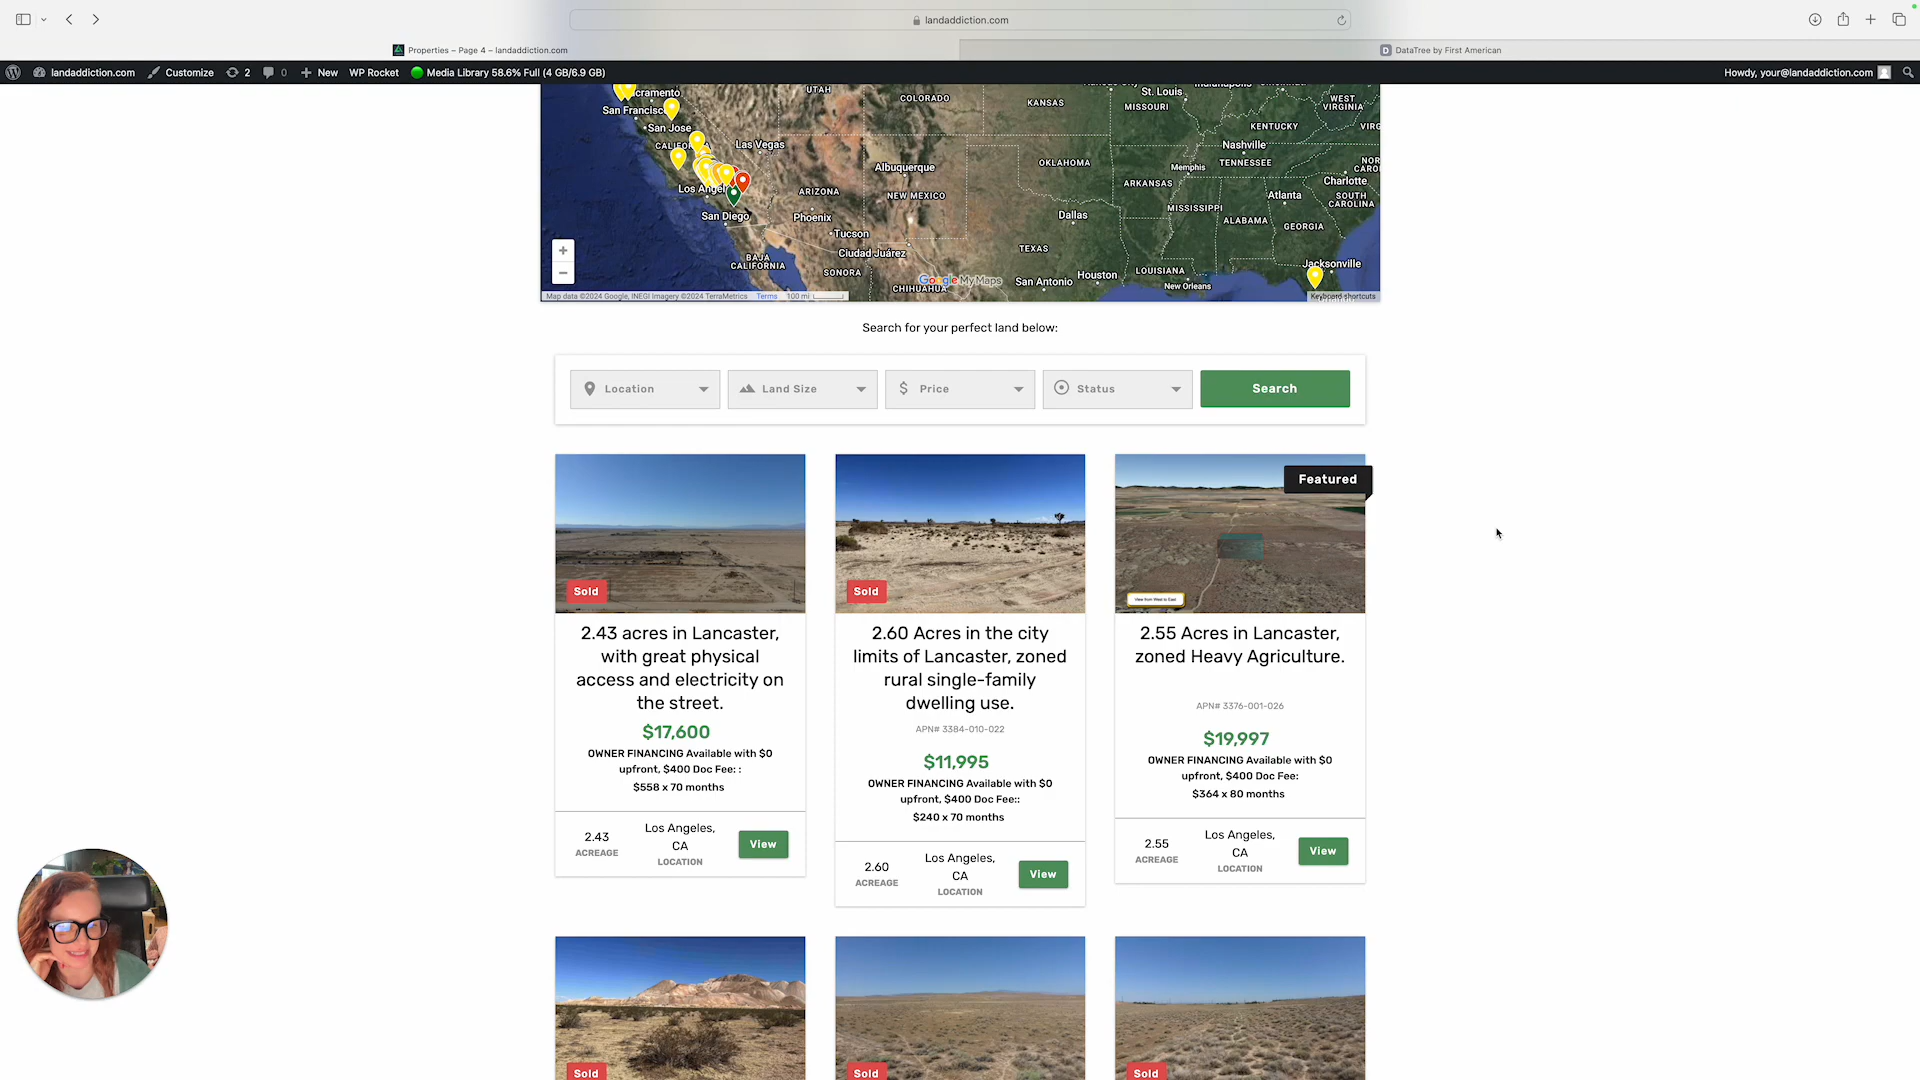 landaddiction.com
Properties – Page 4 – landaddiction.com
DataTree by First American
landaddiction.com
Customize
2
0
New
WP Rocket
Media Library 58.6% Full (4 GB/6.9 GB)
Howdy, your@landaddiction.com
UTAH
COLORADO
KANSAS
St. Louis
MISSOURI
WEST
VIRGINIA
KENTUCKY
San Jose
Las Vegas
Albuquerque
OKLAHOMA
Nashville
TENNESSEE
Memphis
Charlotte
ARKANSAS
ARIZONA
NEW MEXICO
Atlanta
SOUTH
CAROLINA
MISSISSIPPI
ALABAMA
GEORGIA
San Diego
Phoenix
Dallas
Tucson
TEXAS
Ciudad Juárez
BAJA
CALIFORNIA
SONORA
CHIHUAHUA
Google My Maps
San Antonio
Houston
LOUISIANA
New Orleans
Jacksonville
+
−
Map data ©2024 Google, INEGI Imagery ©2024 TerraMetrics
Terms
100 mi
Keyboard shortcuts
Search for your perfect land below:
Location
Land Size
$ Price
Status
Search
Sold
2.43 acres in Lancaster,
with great physical
access and electricity on
the street.
$17,600
OWNER FINANCING Available with $0
upfront, $400 Doc Fee: :
$558 x 70 months
2.43
ACREAGE
Los Angeles,
CA
LOCATION
View
Sold
2.60 Acres in the city
limits of Lancaster, zoned
rural single-family
dwelling use.
APN# 3384-010-022
$11,995
OWNER FINANCING Available with $0
upfront, $400 Doc Fee::
$240 x 70 months
2.60
ACREAGE
Los Angeles,
CA
LOCATION
View
Featured
View from West to East
2.55 Acres in Lancaster,
zoned Heavy Agriculture.
APN# 3376-001-026
$19,997
OWNER FINANCING Available with $0
upfront, $400 Doc Fee:
$364 x 80 months
2.55
ACREAGE
Los Angeles,
CA
LOCATION
View
Sold
Sold
Sold